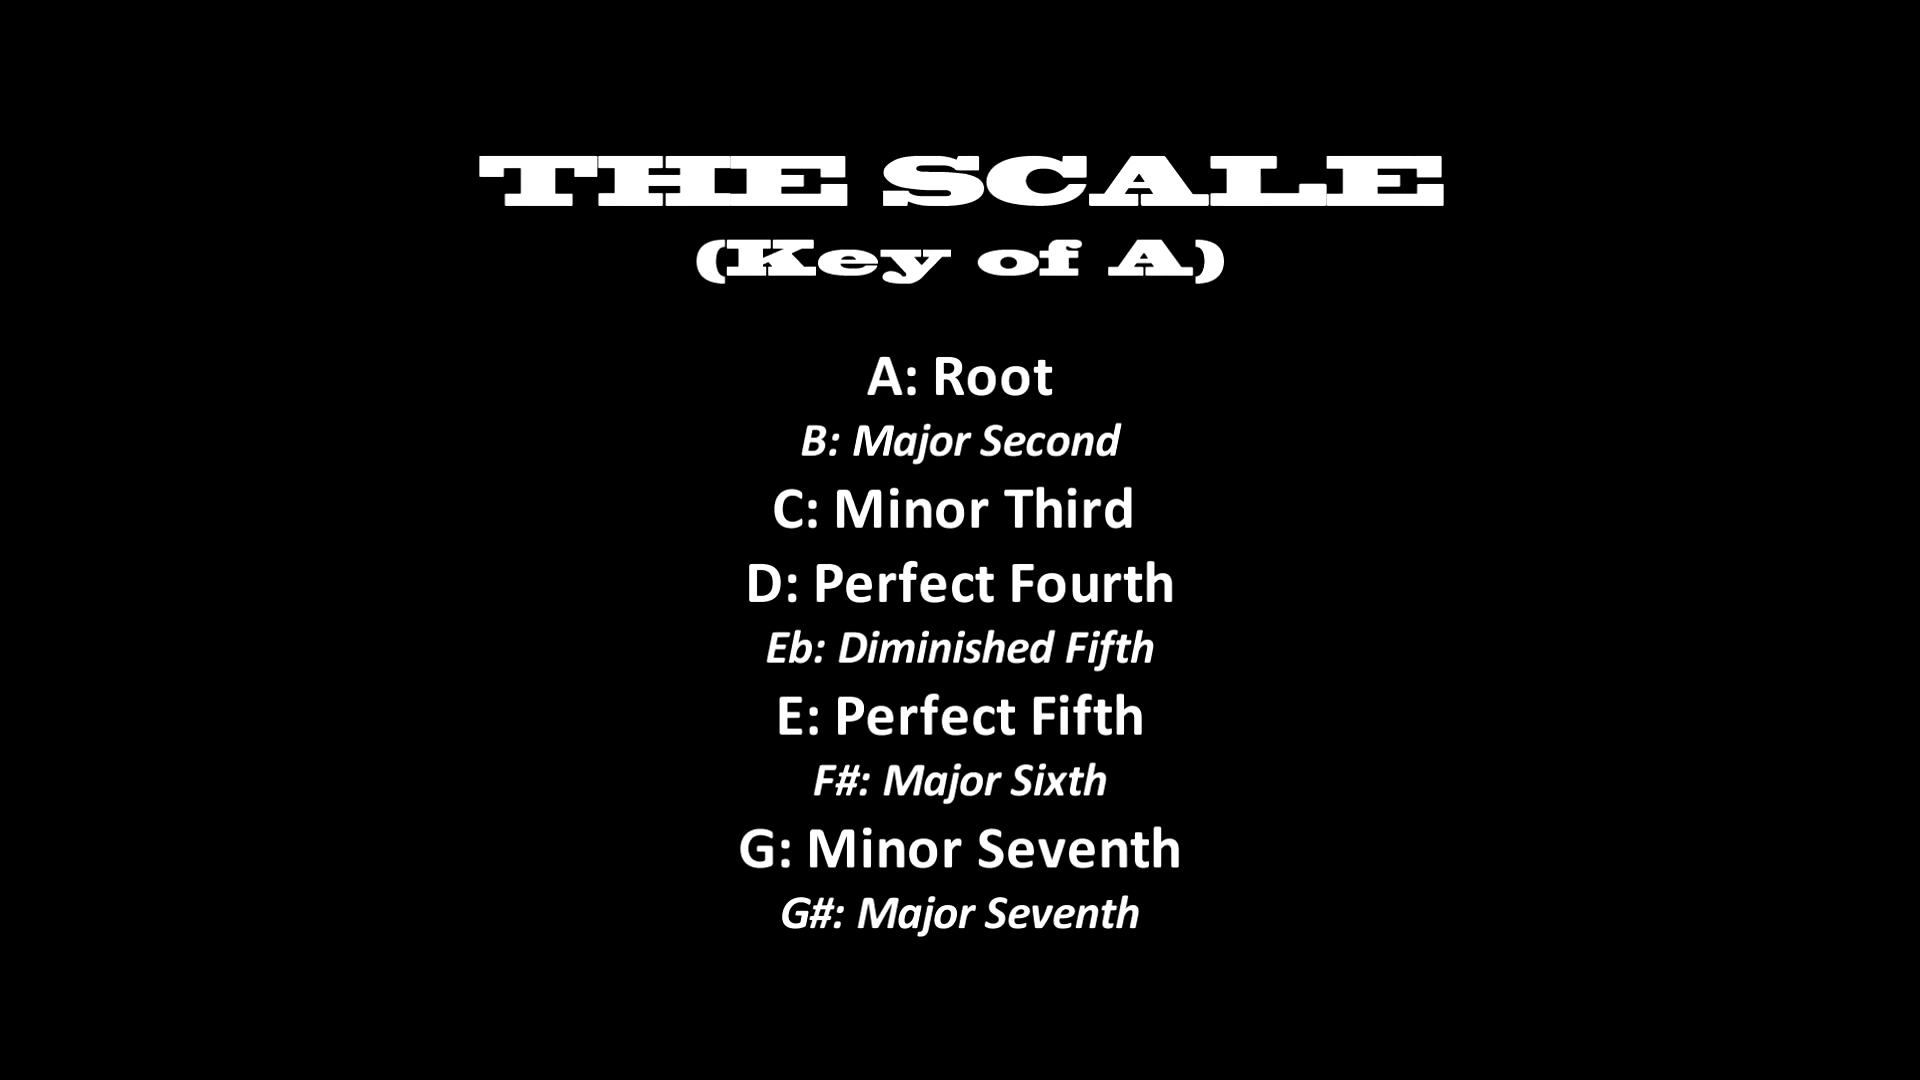 THE SCALE
(Key of A)
A: Root
B: Major Second
C: Minor Third
D: Perfect Fourth
Eb: Diminished Fifth
E: Perfect Fifth
F#: Major Sixth
G: Minor Seventh
G#: Major Seventh